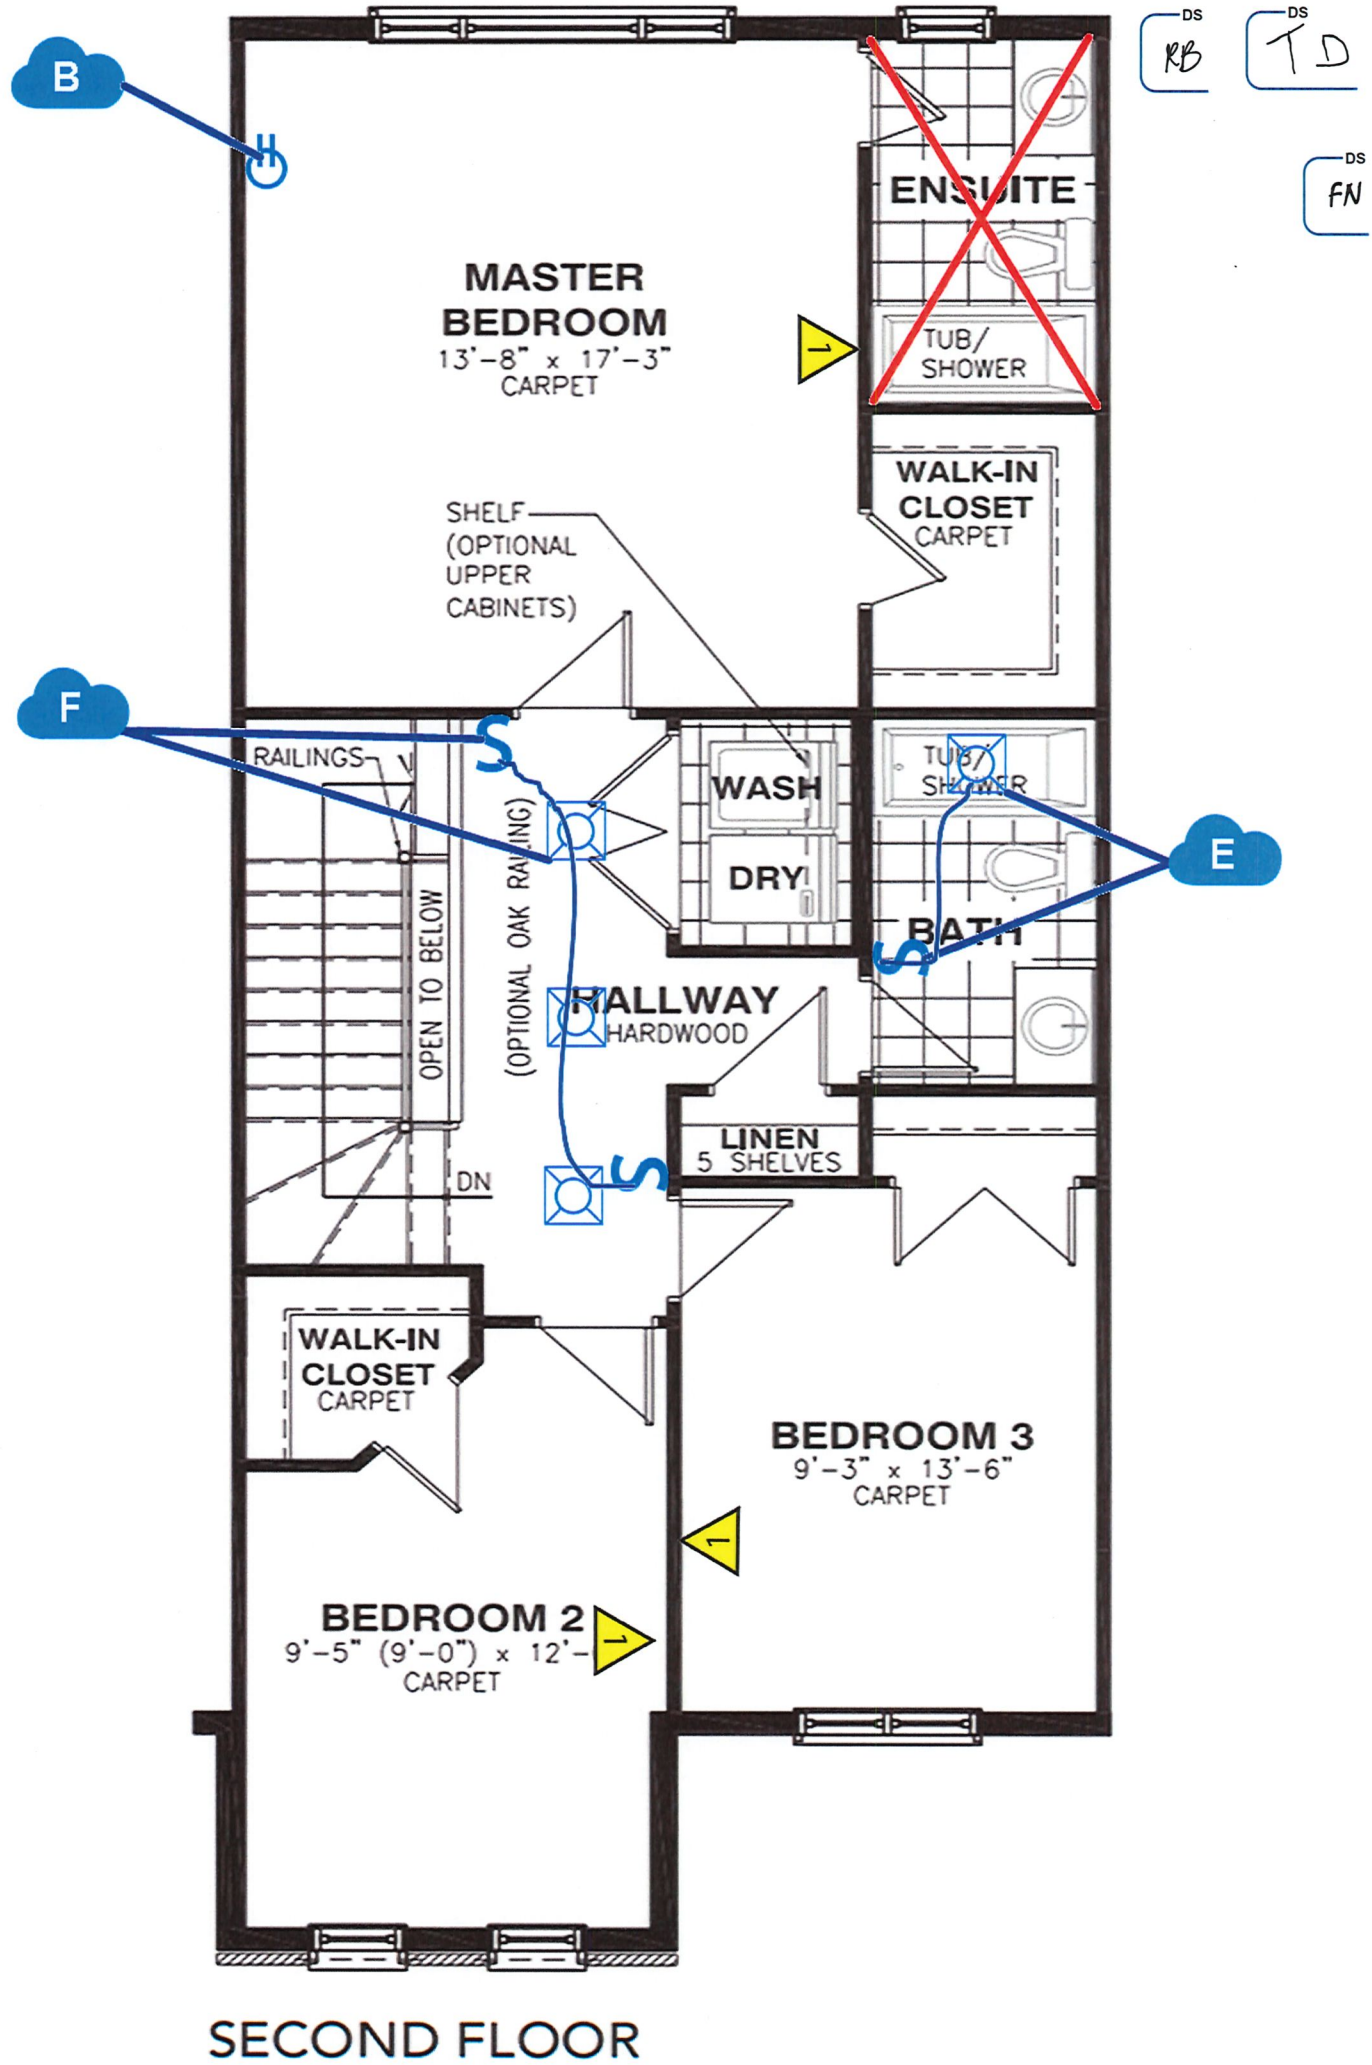 DS
RB
DS
TD
DS
FN
B
H
ENSUITE
MASTER
BEDROOM
13'-8" x 17'-3"
CARPET
1
TUB/
SHOWER
WALK-IN
CLOSET
CARPET
SHELF
(OPTIONAL
UPPER
CABINETS)
F
S
RAILINGS
WASH
DRY
TUB/
SHOWER
E
(OPTIONAL OAK RAILING)
OPEN TO BELOW
BATH
S
HALLWAY
HARDWOOD
LINEN
5 SHELVES
S
DN
WALK-IN
CLOSET
CARPET
BEDROOM 3
9'-3" x 13'-6"
CARPET
1
BEDROOM 2
9'-5" (9'-0") x 12'-
CARPET
1
SECOND FLOOR